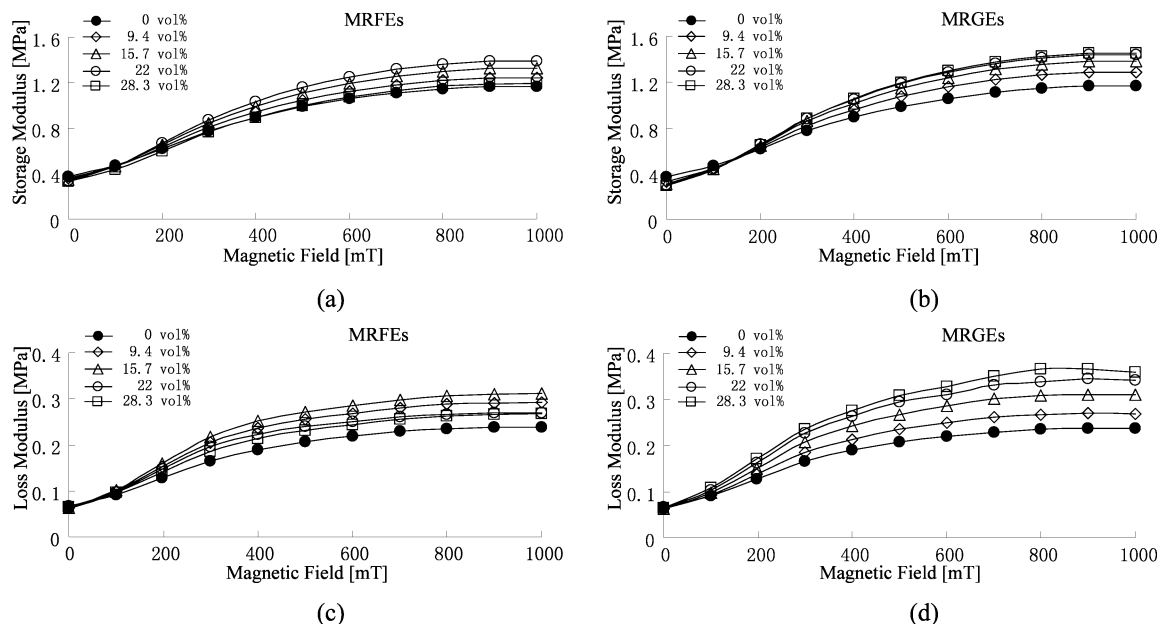 MRFEs
0 vol%
9.4 vol%
15.7 vol%
22 vol%
28.3 vol%
Storage Modulus [MPa]
1.6
1.2
0.8
0.4
0
0 200 400 600 800 1000
Magnetic Field [mT]
(a)
MRGEs
0 vol%
9.4 vol%
15.7 vol%
22 vol%
28.3 vol%
Storage Modulus [MPa]
1.6
1.2
0.8
0.4
0
0 200 400 600 800 1000
Magnetic Field [mT]
(b)
MRFEs
0 vol%
9.4 vol%
15.7 vol%
22 vol%
28.3 vol%
Loss Modulus [MPa]
0.4
0.3
0.2
0.1
0
0 200 400 600 800 1000
Magnetic Field [mT]
(c)
MRGEs
0 vol%
9.4 vol%
15.7 vol%
22 vol%
28.3 vol%
Loss Modulus [MPa]
0.4
0.3
0.2
0.1
0
0 200 400 600 800 1000
Magnetic Field [mT]
(d)